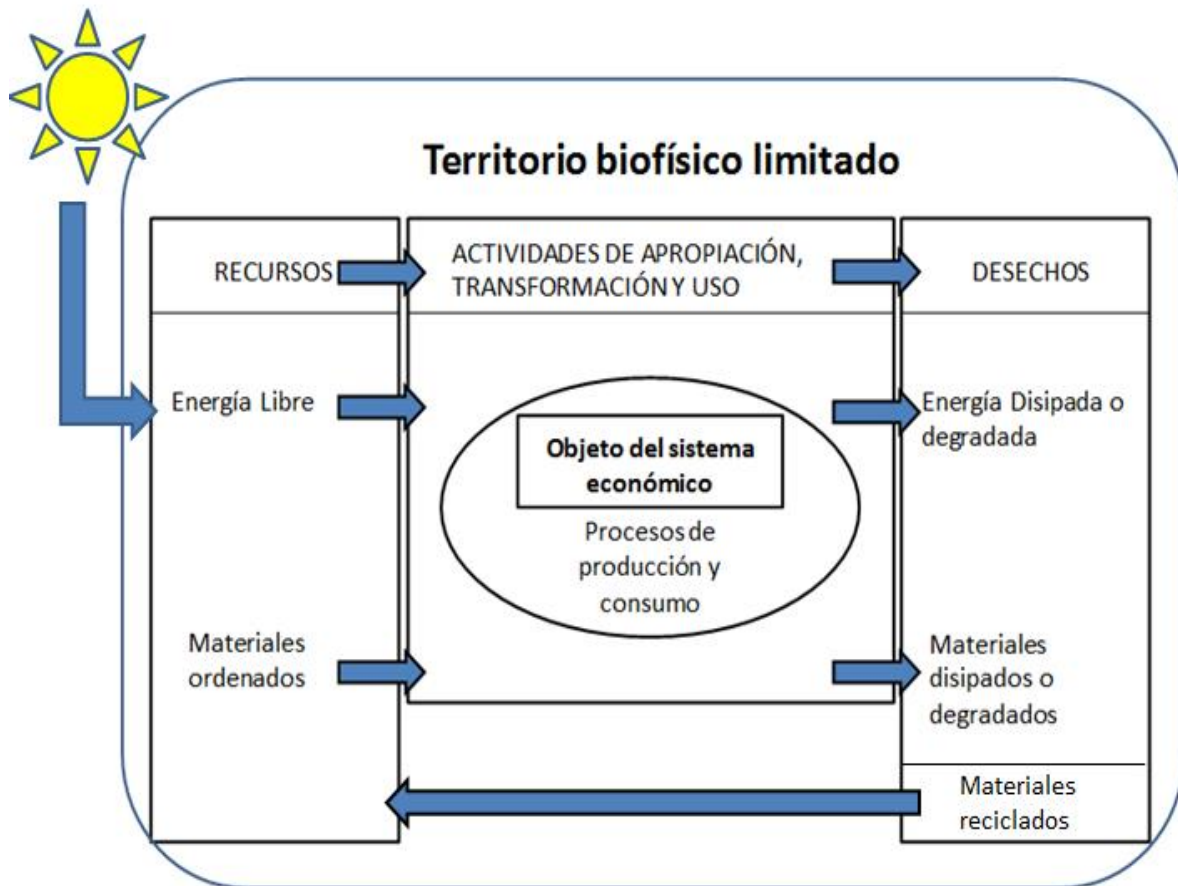 Territorio biofísico limitado
RECURSOS
ACTIVIDADES DE APROPIACIÓN,
TRANSFORMACIÓN Y USO
DESECHOS
Energía Libre
Objeto del sistema
económico
Procesos de
producción y
consumo
Energía Disipada o
degradada
Materiales
ordenados
Materiales
disipados o
degradados
Materiales
reciclados